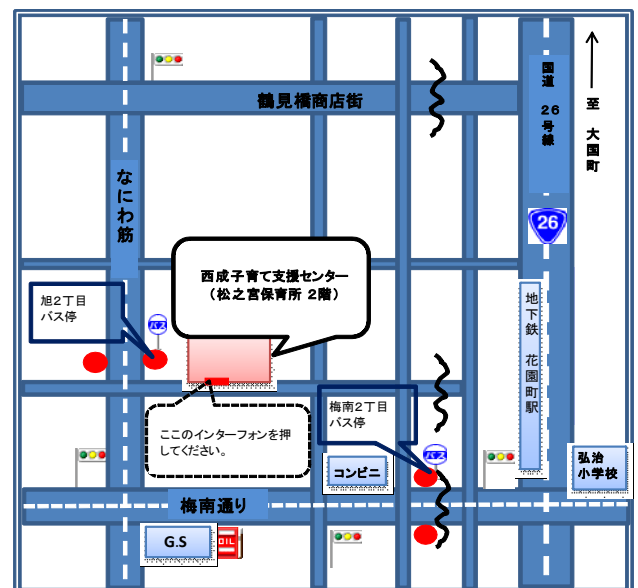 国道 26号線
至 大国町
鶴見橋商店街
なにわ筋
26
西成子育て支援センター
（松之宮保育所 2階）
旭2丁目
バス停
バス
地下鉄 花園町駅
梅南2丁目
バス停
ここのインターフォンを押
してください。
バス
コンビニ
弘治
小学校
梅南通り
G.S
OIL